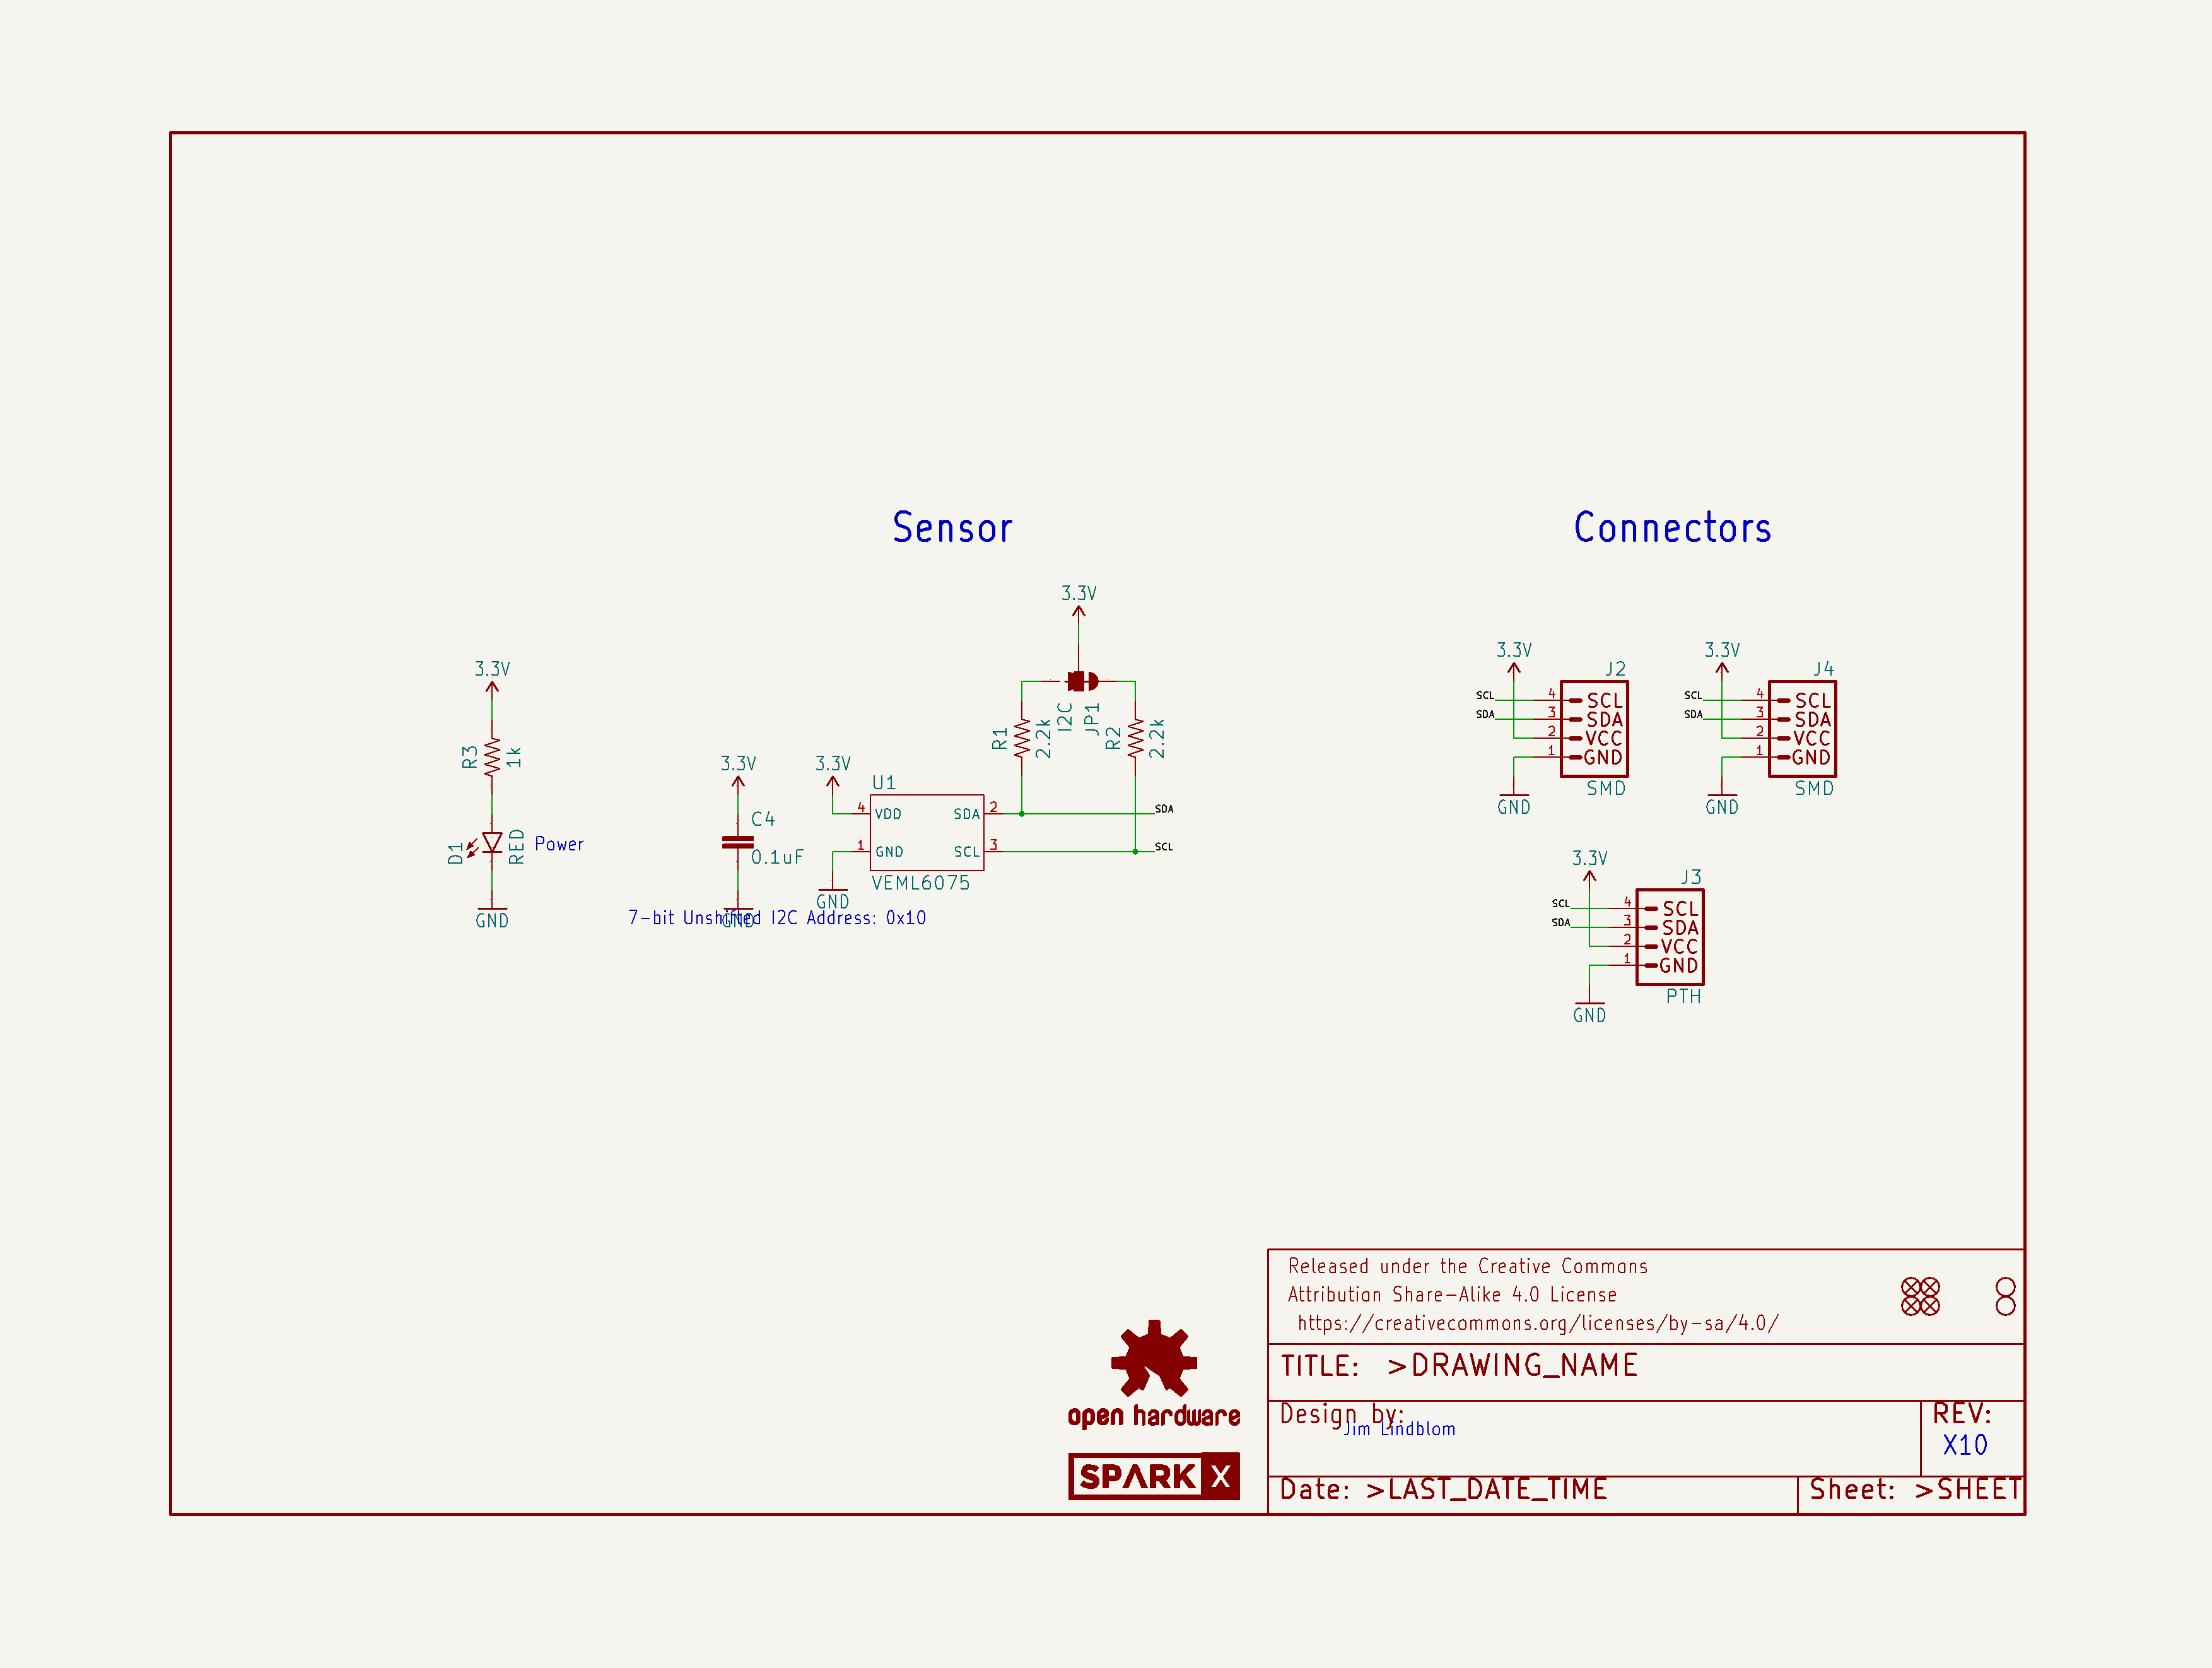 Sensor
Connectors
3.3V
R3
1k
D1
RED
Power
GND
3.3V
C4
0.1uF
GND
3.3V
U1
4
VDD
SDA
2
1
GND
SCL
3
VEML6075
GND
7-bit Unshifted I2C Address: 0x10
3.3V
I2C
JP1
R1
2.2k
R2
2.2k
SDA
SCL
3.3V
J2
SCL
4
SCL
SDA
3
SDA
2
VCC
1
GND
SMD
GND
3.3V
J4
SCL
4
SCL
SDA
3
SDA
2
VCC
1
GND
SMD
GND
3.3V
J3
SCL
4
SCL
SDA
3
SDA
2
VCC
1
GND
PTH
GND
Released under the Creative Commons
Attribution Share-Alike 4.0 License
https://creativecommons.org/licenses/by-sa/4.0/
TITLE: >DRAWING_NAME
Design by:
Jim Lindblom
REV:
X10
Date: >LAST_DATE_TIME
Sheet: >SHEET
open hardware
SPARK X